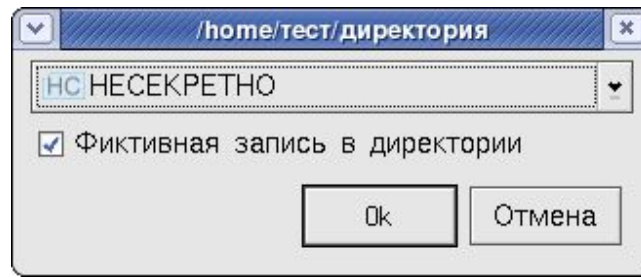 /home/тест/директория
НС НЕСЕКРЕТНО
Фиктивная запись в директории
Ok Отмена